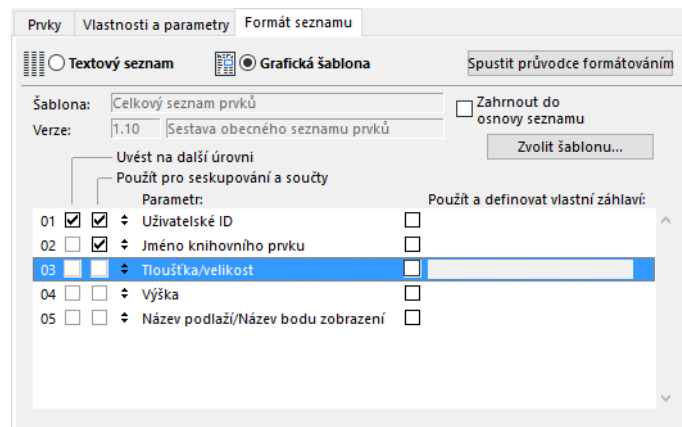 Prvky Vlastnosti a parametry Formát seznamu
Textový seznam Grafická šablona Spustit průvodce formátováním
Šablona: Celkový seznam prvků Zahrnout do
osnovy seznamu
Verze: 1.10 Sestava obecného seznamu prvků
Zvolit šablonu...
Uvést na další úrovni
Použít pro seskupování a součty
Parametr: Použít a definovat vlastní záhlaví:
01 Uživatelské ID
02 Jméno knihovního prvku
03 Tloušťka/velikost
04 Výška
05 Název podlaží/Název bodu zobrazení